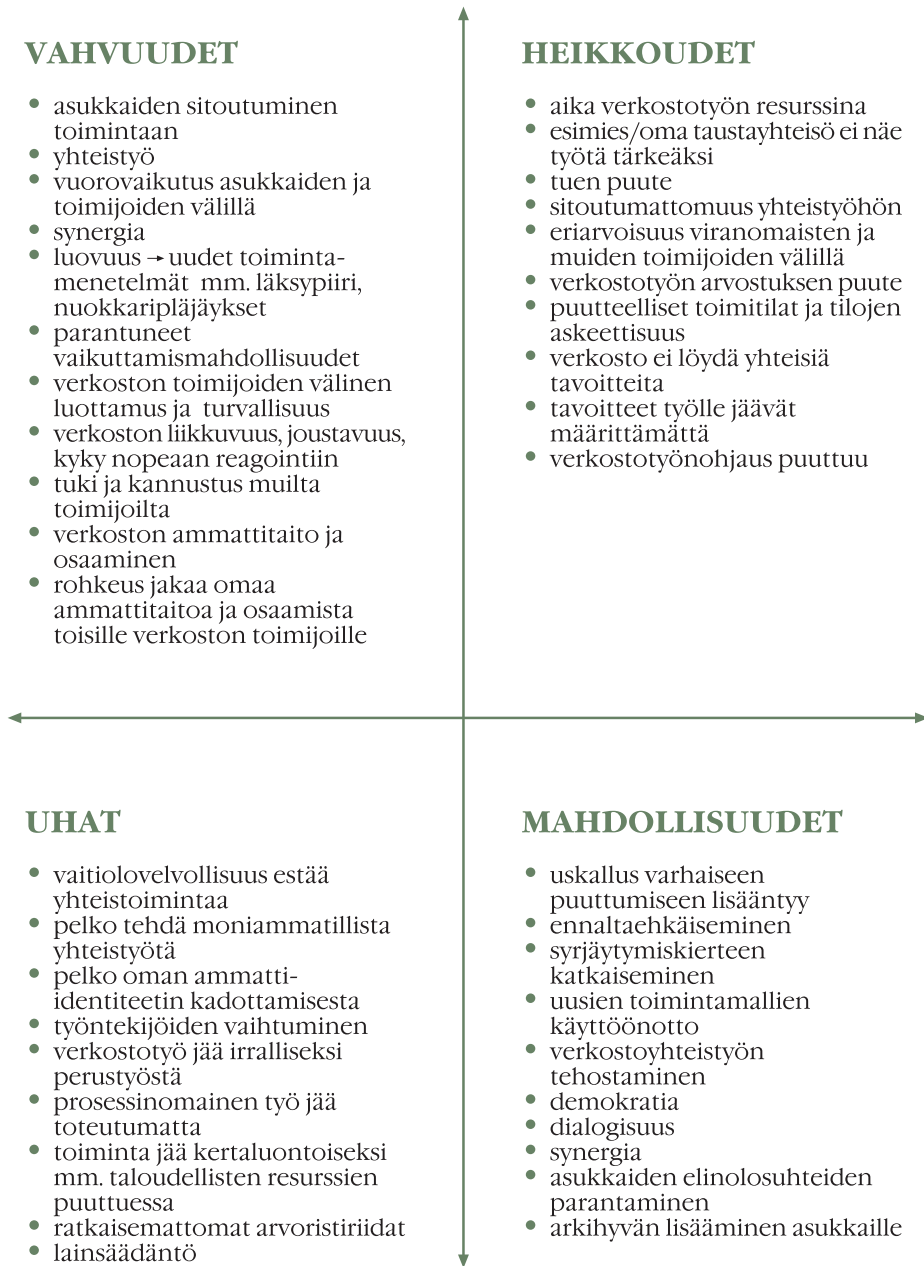 VAHVUUDET
• asukkaiden sitoutuminen
toimintaan
• yhteistyö
• vuorovaikutus asukkaiden ja
toimijoiden välillä
• synergia
• luovuus → uudet toiminta-
menetelmät mm. läksypiiri,
nuokkaripläjäykset
• parantuneet
vaikuttamismahdollisuudet
• verkoston toimijoiden välinen
luottamus ja turvallisuus
• verkoston liikkuvuus, joustavuus,
kyky nopeaan reagointiin
• tuki ja kannustus muilta
toimijoilta
• verkoston ammattitaito ja
osaaminen
• rohkeus jakaa omaa
ammattitaitoa ja osaamista
toisille verkoston toimijoille
HEIKKOUDET
• aika verkostotyön resurssina
• esimies/oma taustayhteisö ei näe
työtä tärkeäksi
• tuen puute
• sitoutumattomuus yhteistyöhön
• eriarvoisuus viranomaisten ja
muiden toimijoiden välillä
• verkostotyön arvostuksen puute
• puutteelliset toimitilat ja tilojen
askeettisuus
• verkosto ei löydä yhteisiä
tavoitteita
• tavoitteet työlle jäävät
määrittämättä
• verkostotyönohjaus puuttuu
UHAT
• vaitiolovelvollisuus estää
yhteistoimintaa
• pelko tehdä moniammatillista
yhteistyötä
• pelko oman ammatti-
identiteetin kadottamisesta
• työntekijöiden vaihtuminen
• verkostotyö jää irralliseksi
perustyöstä
• prosessinomainen työ jää
toteutumatta
• toiminta jää kertaluontoiseksi
mm. taloudellisten resurssien
puuttuessa
• ratkaisemattomat arvoristiriidat
• lainsäädäntö
MAHDOLLISUUDET
• uskallus varhaiseen
puuttumiseen lisääntyy
• ennaltaehkäiseminen
• syrjäytymiskierteen
katkaiseminen
• uusien toimintamallien
käyttöönotto
• verkostoyhteistyön
tehostaminen
• demokratia
• dialogisuus
• synergia
• asukkaiden elinolosuhteiden
parantaminen
• arkihyvän lisääminen asukkaille